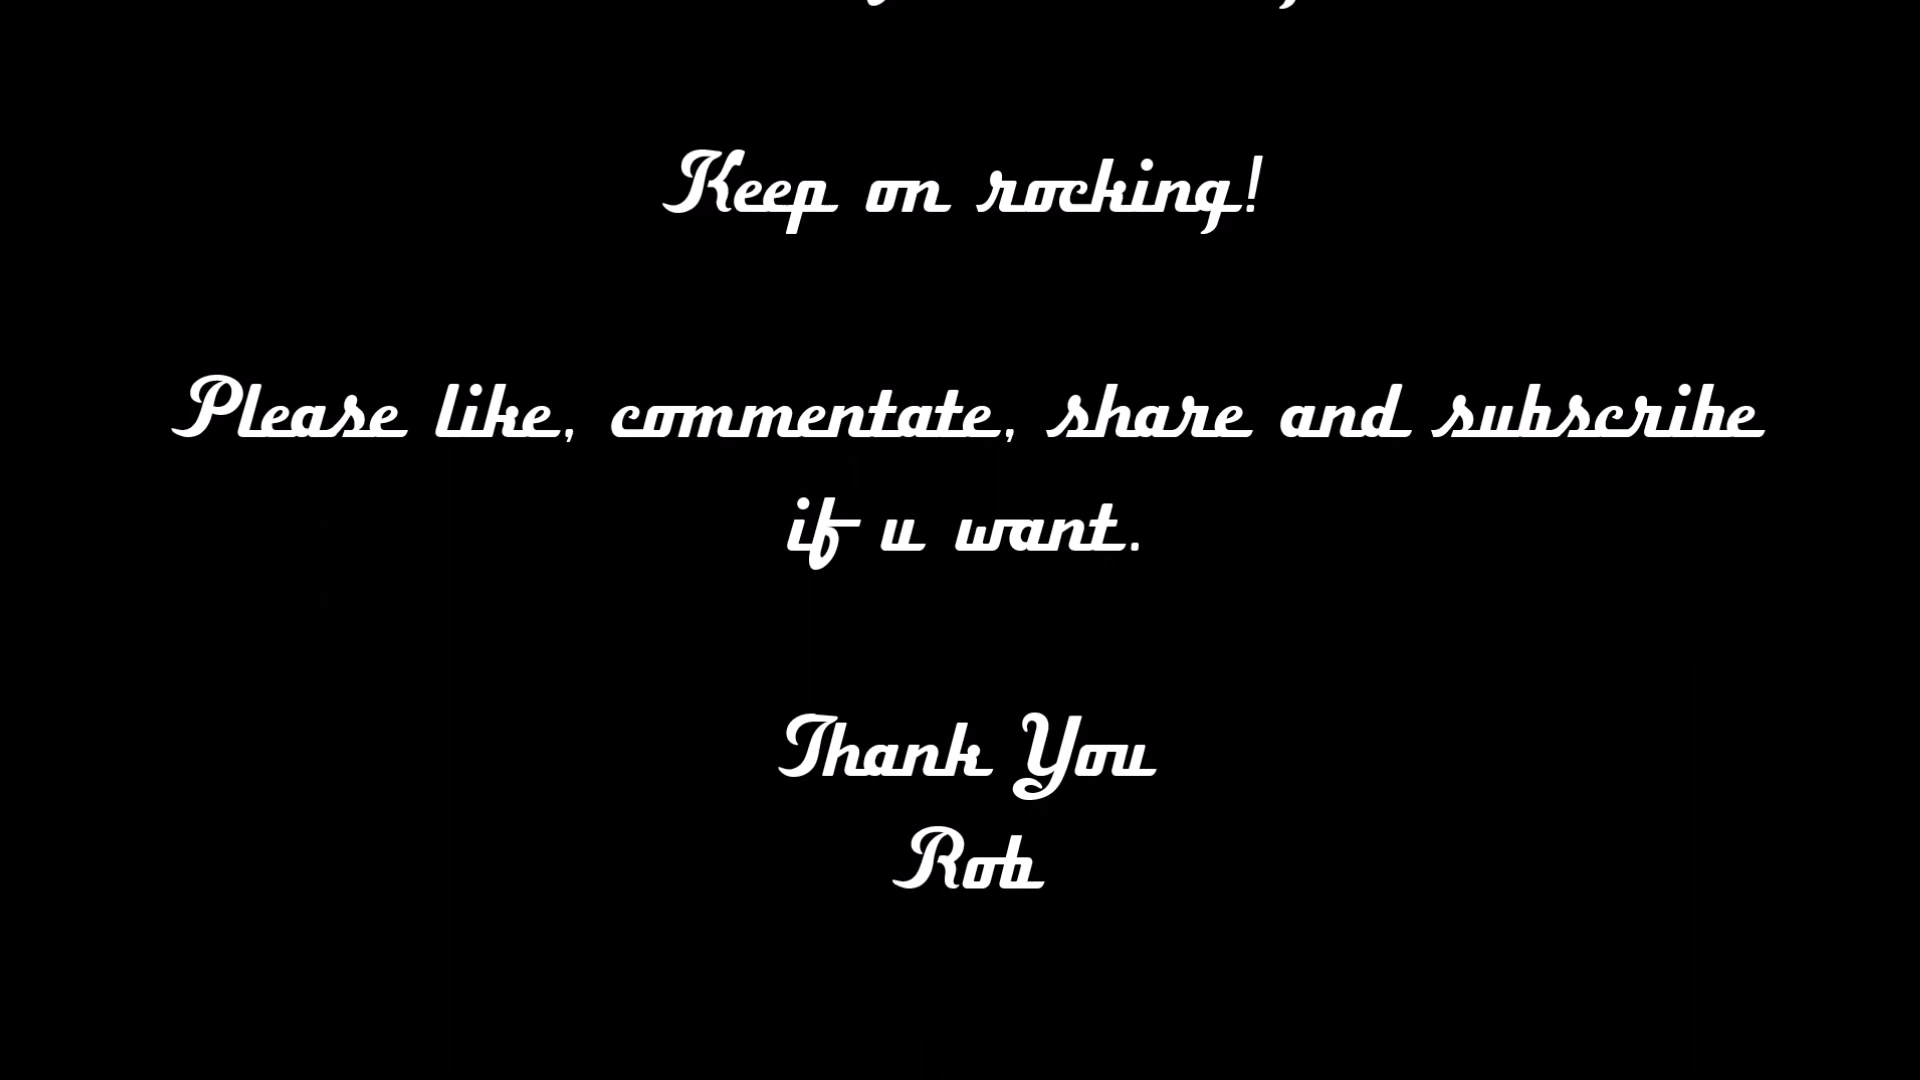 Keep on rocking!
Please like, commentate, share and subscribe
if u want.
Thank You
Rob